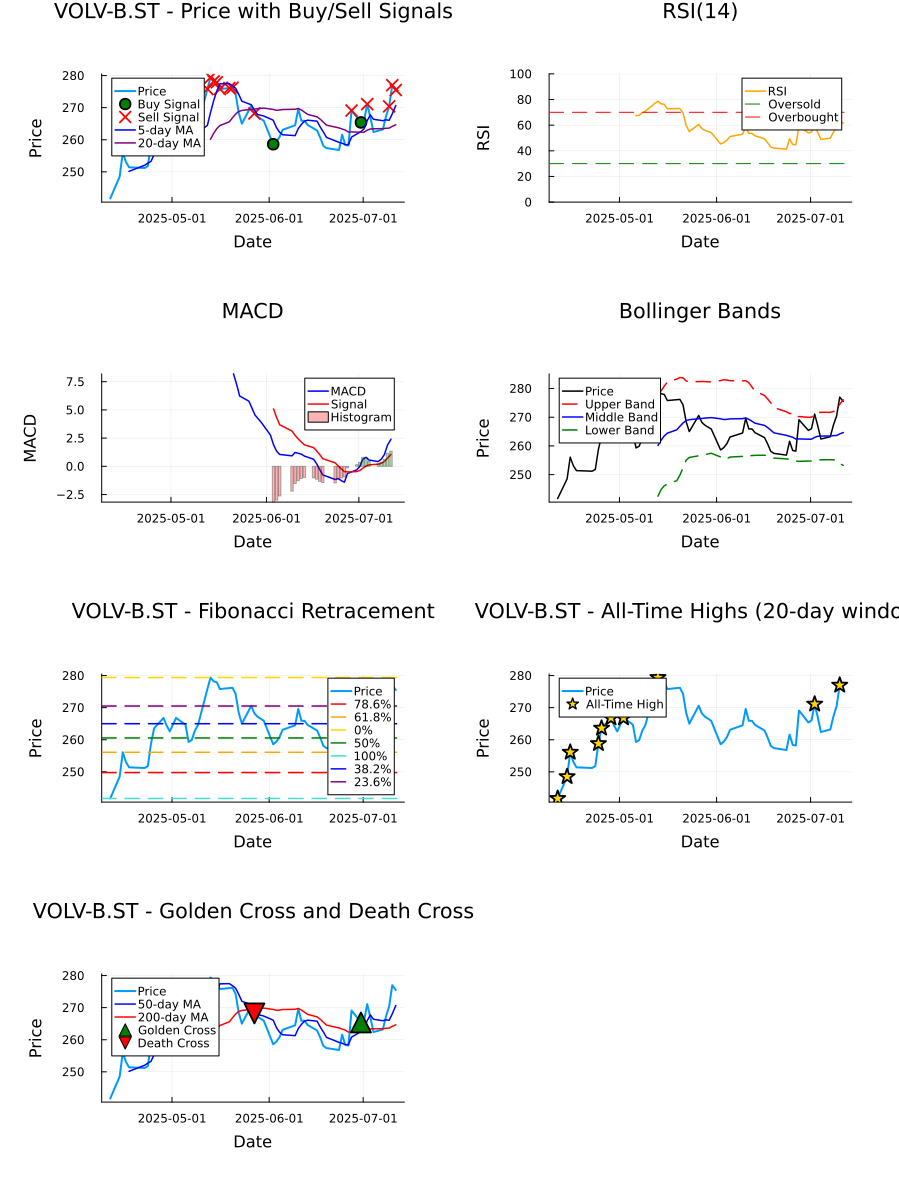 VOLV-B.ST - Price with Buy/Sell Signals
280
270
260
250
Price
Price
Buy Signal
Sell Signal
5-day MA
20-day MA
2025-05-01
2025-06-01
2025-07-01
Date
RSI(14)
100
80
60
40
20
0
RSI
RSI
Oversold
Overbought
2025-05-01
2025-06-01
2025-07-01
Date
MACD
7.5
5.0
2.5
0.0
−2.5
MACD
MACD
Signal
Histogram
2025-05-01
2025-06-01
2025-07-01
Date
Bollinger Bands
280
270
260
250
Price
Price
Upper Band
Middle Band
Lower Band
2025-05-01
2025-06-01
2025-07-01
Date
VOLV-B.ST - Fibonacci Retracement
280
270
260
250
Price
Price
78.6%
61.8%
0%
50%
100%
38.2%
23.6%
2025-05-01
2025-06-01
2025-07-01
Date
VOLV-B.ST - All-Time Highs (20-day windo
280
270
260
250
Price
Price
All-Time High
2025-05-01
2025-06-01
2025-07-01
Date
VOLV-B.ST - Golden Cross and Death Cross
280
270
260
250
Price
Price
50-day MA
200-day MA
Golden Cross
Death Cross
2025-05-01
2025-06-01
2025-07-01
Date